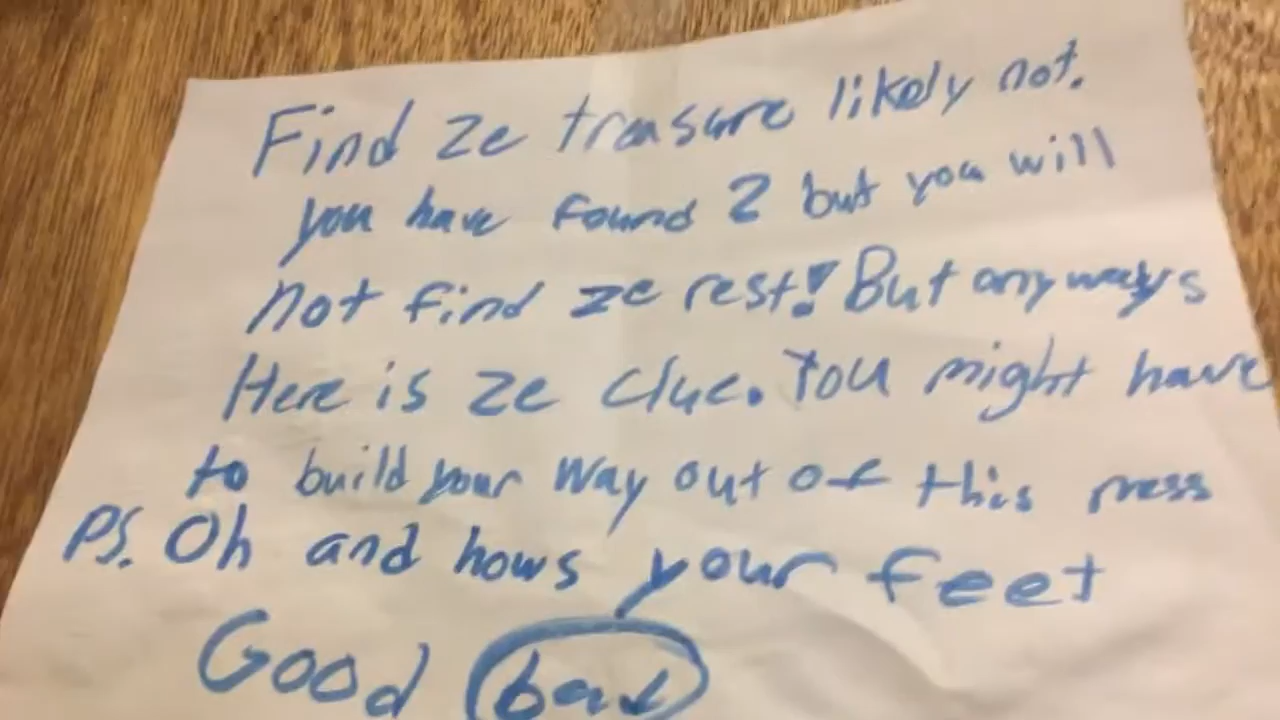 Find ze treasure likely not.
you have found 2 but you will
not find ze rest! But anyways
Here is ze clue. You might have
to build your way out of this mess
PS. Oh and hows your feet
Good bad